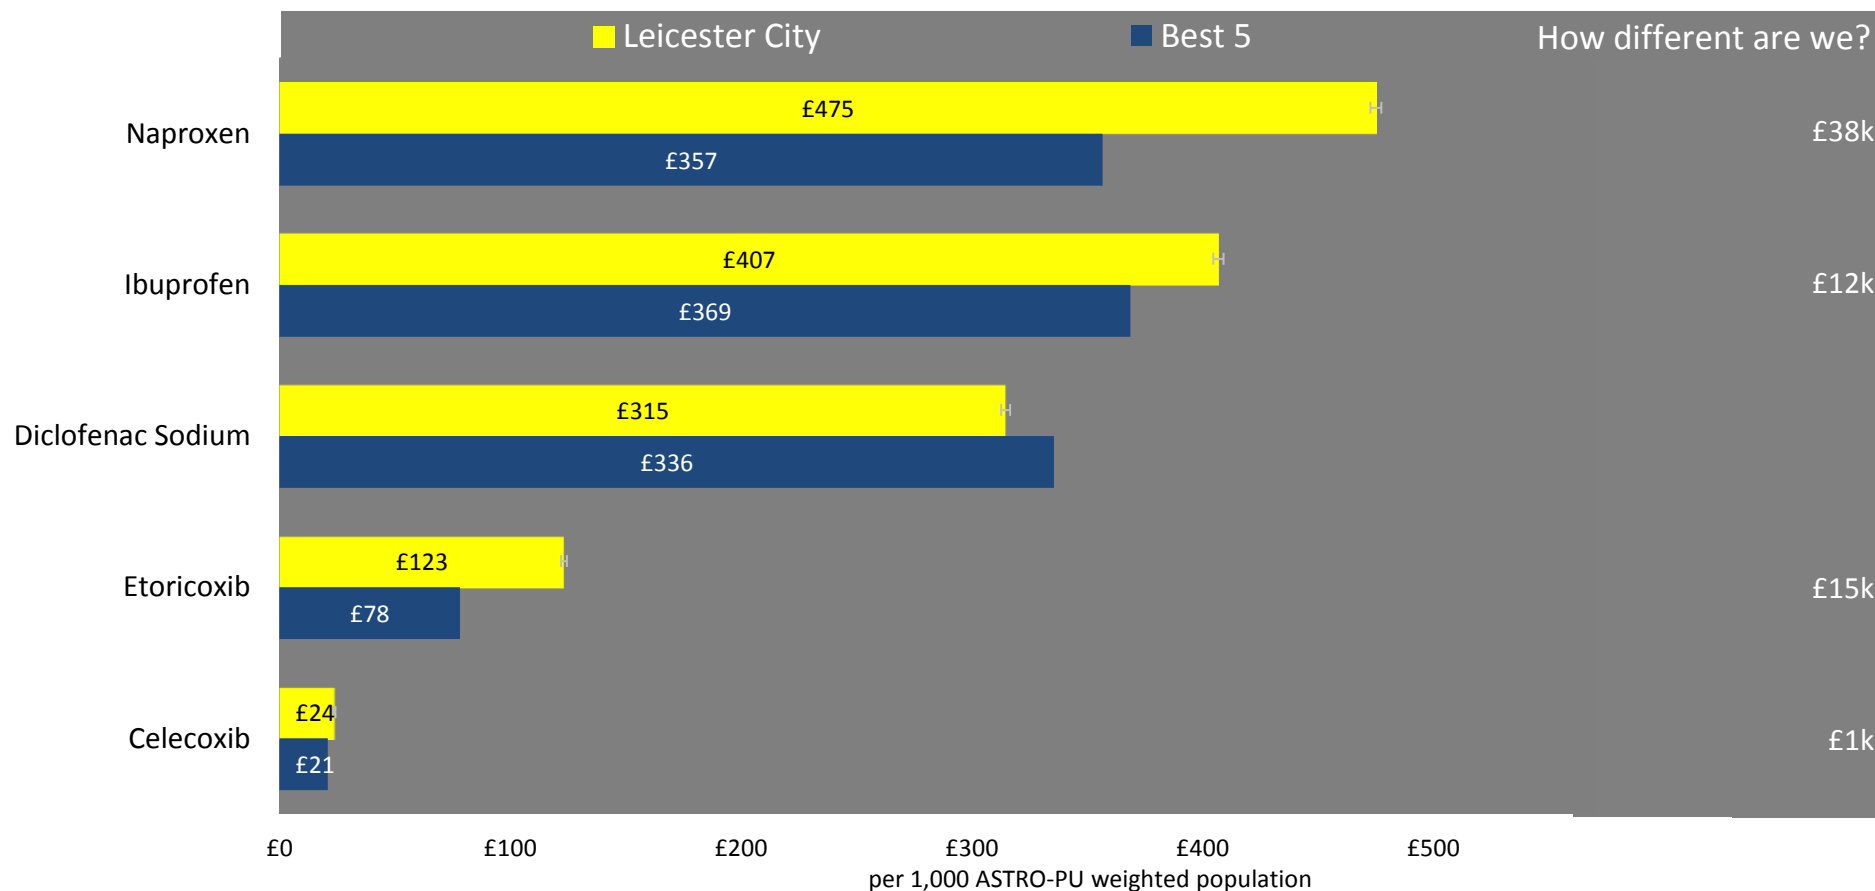 Leicester City Best 5 How different are we?
Naproxen £475 £357 £38k
Ibuprofen £407 £369 £12k
Diclofenac Sodium £315 £336
Etoricoxib £123 £78 £15k
Celecoxib £24 £21 £1k
£0 £100 £200 £300 £400 £500
per 1,000 ASTRO-PU weighted population